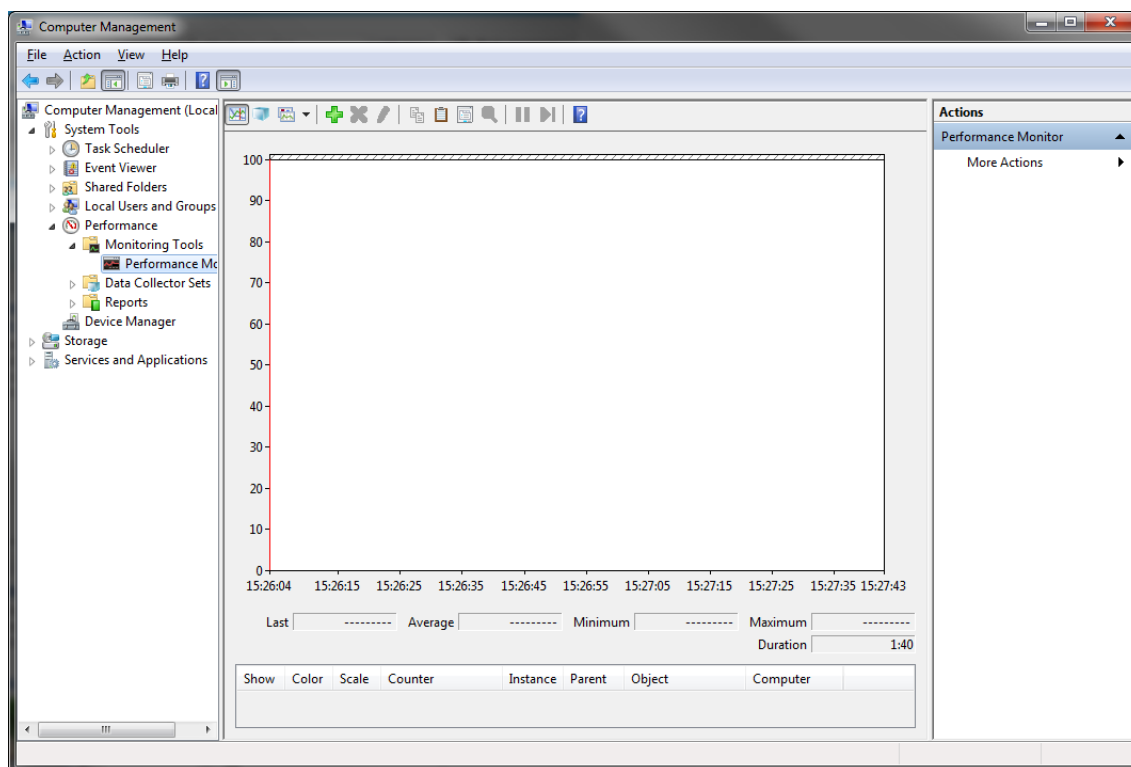 Computer Management
File Action View Help
Computer Management (Local
System Tools
Task Scheduler
Event Viewer
Shared Folders
Local Users and Groups
Performance
Monitoring Tools
Performance Mo
Data Collector Sets
Reports
Device Manager
Storage
Services and Applications
100
90
80
70
60
50
40
30
20
10
0
15:26:04 15:26:15 15:26:25 15:26:35 15:26:45 15:26:55 15:27:05 15:27:15 15:27:25 15:27:35 15:27:43
Last --------- Average --------- Minimum --------- Maximum ---------
Duration 1:40
Show Color Scale Counter Instance Parent Object Computer
Actions
Performance Monitor
More Actions